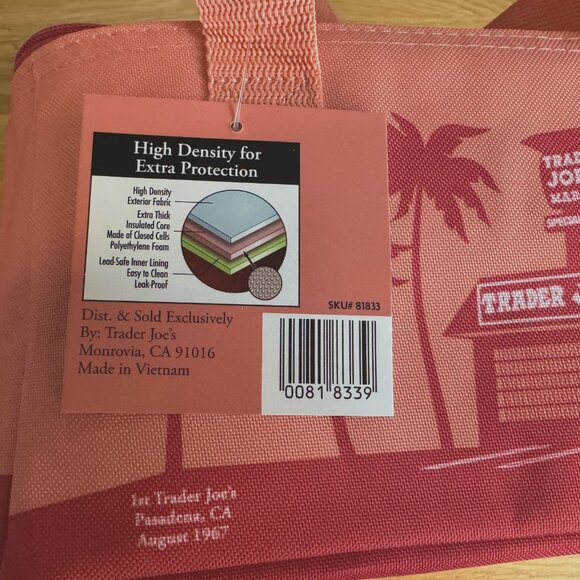 High Density for
Extra Protection
High Density
Exterior Fabric
Extra Thick
Insulated Core
Made of Closed Cells
Polyethylene Foam
Lead-Safe Inner Lining
Easy to Clean
Leak-Proof
SKU# 81833
Dist. & Sold Exclusively
By: Trader Joe's
Monrovia, CA 91016
Made in Vietnam
0081 8339
TRADER
1st Trader Joe's
Pasadena, CA
August 1967